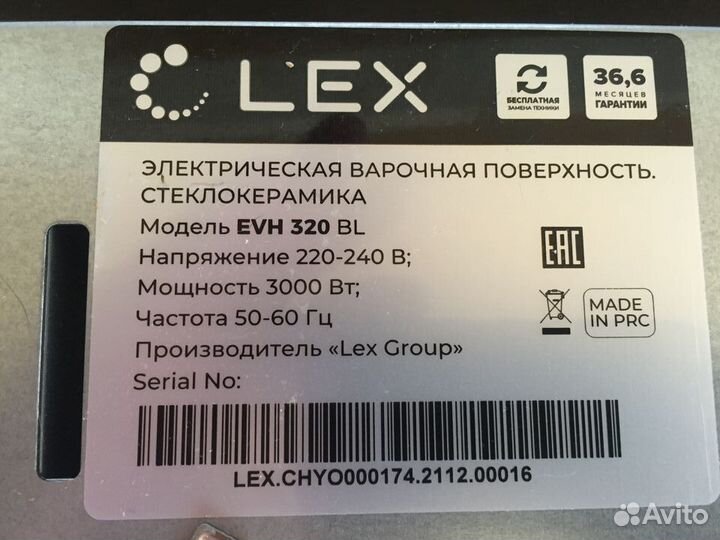 LEX
БЕСПЛАТНАЯ
ЗАМЕНА ТЕХНИКИ
36,6
МЕСЯЦЕВ
ГАРАНТИИ
ЭЛЕКТРИЧЕСКАЯ ВАРОЧНАЯ ПОВЕРХНОСТЬ.
СТЕКЛОКЕРАМИКА
Модель EVH 320 BL
Напряжение 220-240 В;
Мощность 3000 Вт;
Частота 50-60 Гц
Производитель «Lex Group»
Serial No:
EAC
MADE
IN PRC
LEX.CHYO000174.2112.00016
Avito